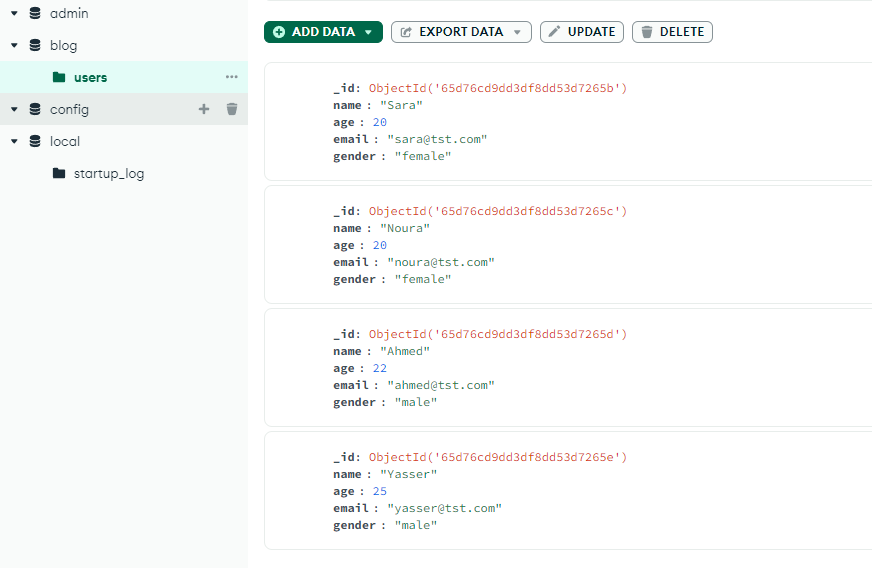 admin
blog
users
config
local
startup_log
ADD DATA EXPORT DATA UPDATE DELETE
_id: ObjectId('65d76cd9dd3df8dd53d7265b')
name : "Sara"
age : 20
email : "sara@tst.com"
gender : "female"
_id: ObjectId('65d76cd9dd3df8dd53d7265c')
name : "Noura"
age : 20
email : "noura@tst.com"
gender : "female"
_id: ObjectId('65d76cd9dd3df8dd53d7265d')
name : "Ahmed"
age : 22
email : "ahmed@tst.com"
gender : "male"
_id: ObjectId('65d76cd9dd3df8dd53d7265e')
name : "Yasser"
age : 25
email : "yasser@tst.com"
gender : "male"